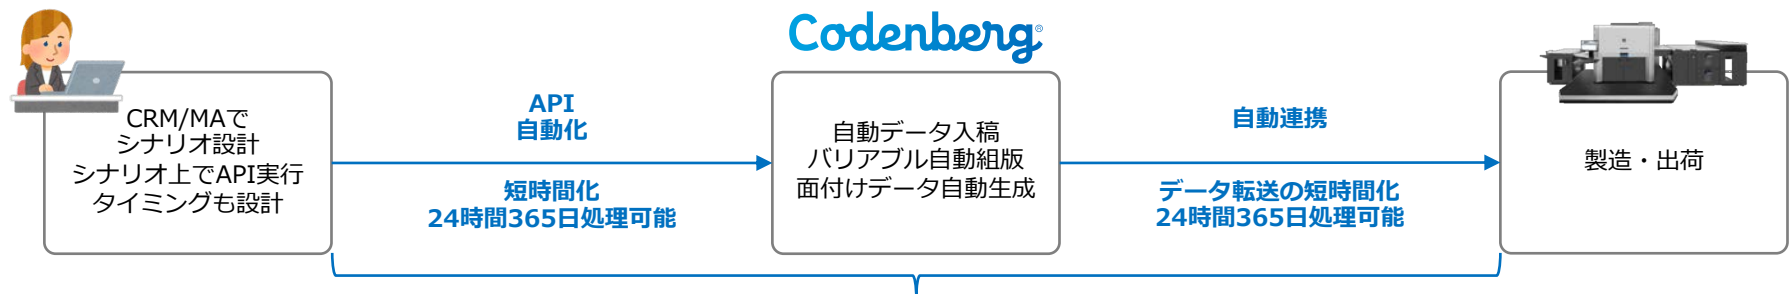 Codenberg®
CRM/MAで
シナリオ設計
シナリオ上でAPI実行
タイミングも設計
API
自動化
短時間化
24時間365日処理可能
自動データ入稿
バリアブル自動組版
面付けデータ自動生成
自動連携
データ転送の短時間化
24時間365日処理可能
製造・出荷